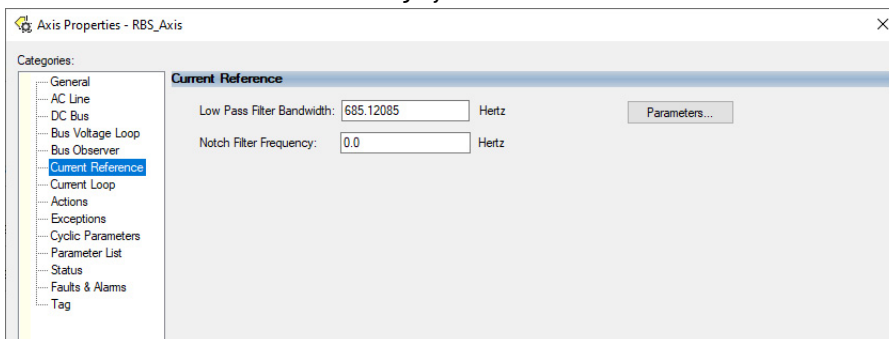 Axis Properties - RBS_Axis
Categories:
General
AC Line
DC Bus
Bus Voltage Loop
Bus Observer
Current Reference
Current Loop
Actions
Exceptions
Cyclic Parameters
Parameter List
Status
Faults & Alarms
Tag
Current Reference
Low Pass Filter Bandwidth: 685.12085 Hertz
Parameters...
Notch Filter Frequency: 0.0 Hertz